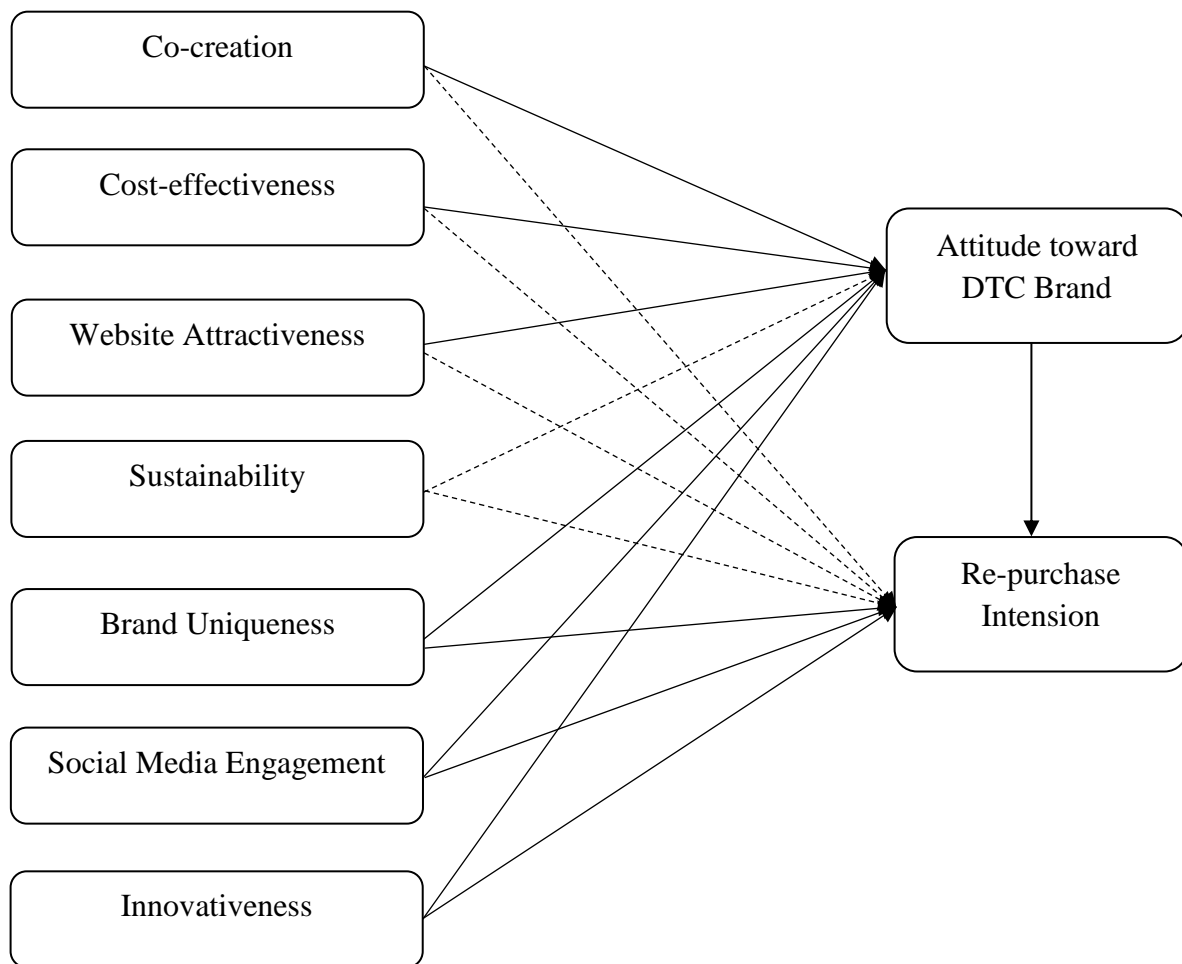 Co-creation
Cost-effectiveness
Website Attractiveness
Sustainability
Brand Uniqueness
Social Media Engagement
Innovativeness
Attitude toward
DTC Brand
Re-purchase
Intension